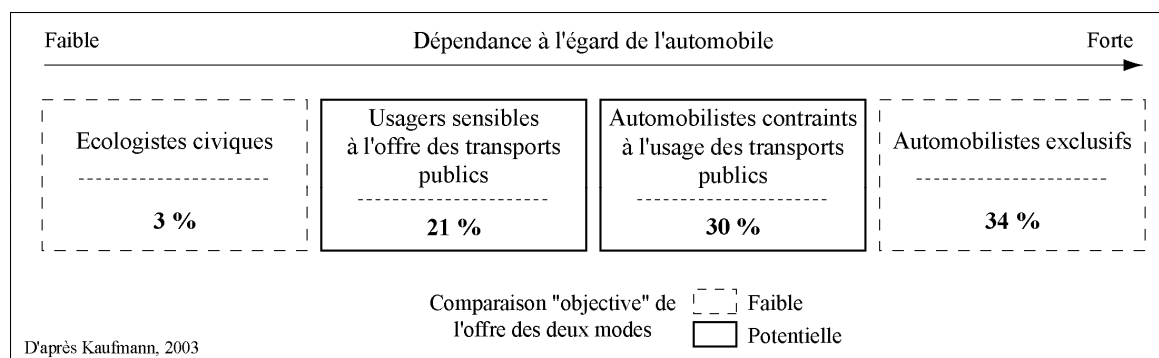 Faible
Dépendance à l'égard de l'automobile
Forte
Ecologistes civiques
3 %
Usagers sensibles
à l'offre des transports
publics
21 %
Automobilistes contraints
à l'usage des transports
publics
30 %
Automobilistes exclusifs
34 %
Comparaison "objective" de
l'offre des deux modes
Faible
Potentielle
D'après Kaufmann, 2003